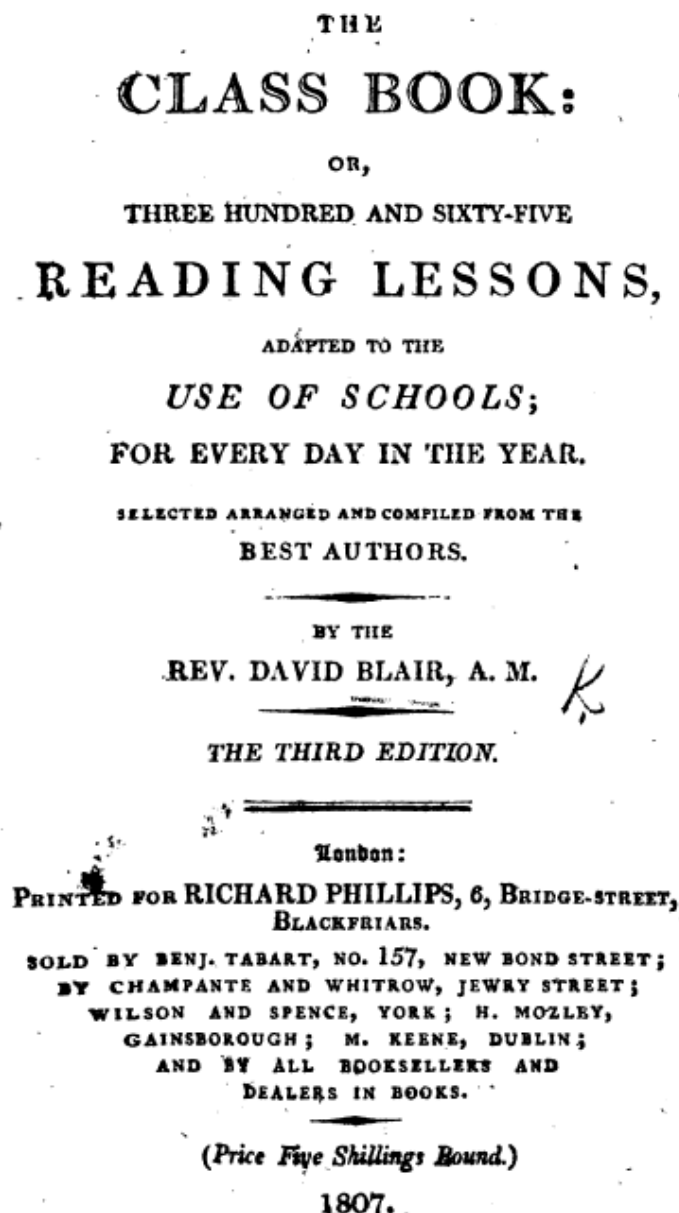 THE
CLASS BOOK:
OR,
THREE HUNDRED AND SIXTY-FIVE
READING LESSONS,
ADAPTED TO THE
USE OF SCHOOLS;
FOR EVERY DAY IN THE YEAR.
SELECTED ARRANGED AND COMPILED FROM THE
BEST AUTHORS.
BY THE
REV. DAVID BLAIR, A. M.
K
THE THIRD EDITION.
London:
PRINTED FOR RICHARD PHILLIPS, 6, BRIDGE-STREET,
BLACKFRIARS.
SOLD BY BENJ. TABART, NO. 157, NEW BOND STREET;
BY CHAMPANTE AND WHITROW, JEWRY STREET;
WILSON AND SPENCE, YORK; H. MOZLEY,
GAINSBOROUGH; M. KEENE, DUBLIN;
AND BY ALL BOOKSELLERS AND
DEALERS IN BOOKS.
(Price Five Shillings Bound.)
1807.